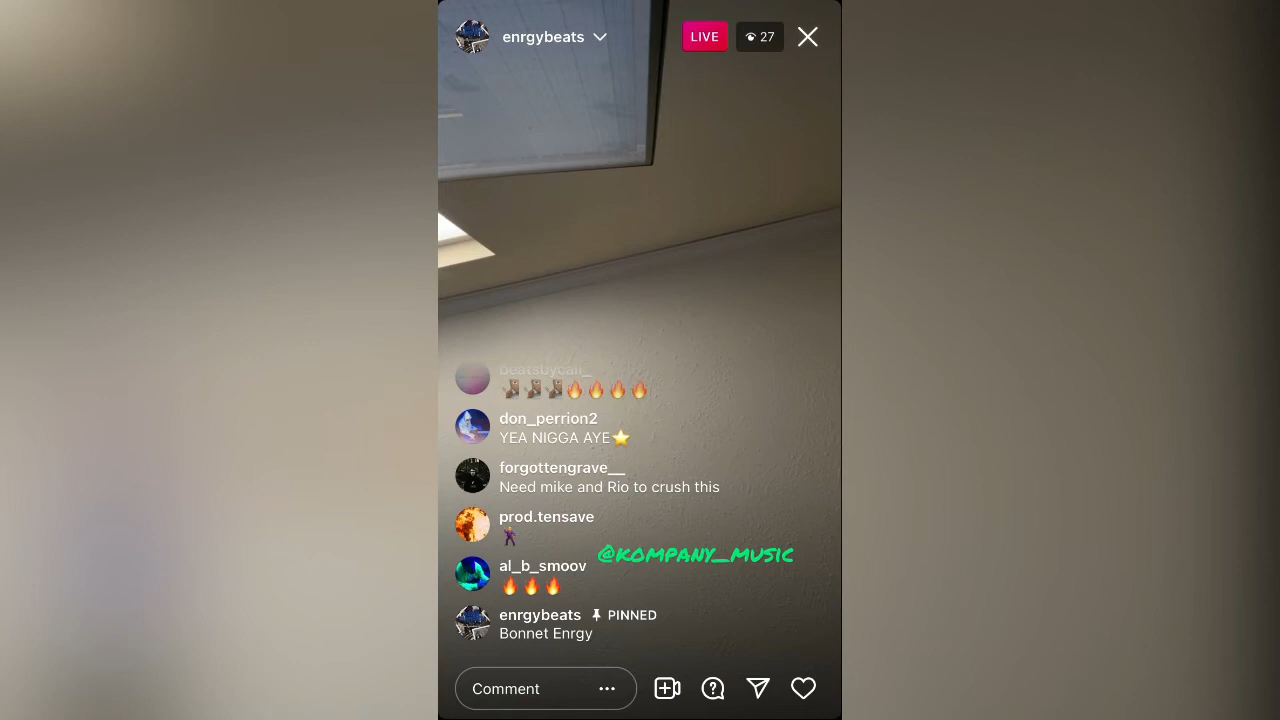 enrgybeats
LIVE
27
don_perrion2
YEA NIGGA AYE⭐
forgottengrave__
Need mike and Rio to crush this
prod.tensave
@KOMPANY_MUSIC
al_b_smoov
🔥🔥🔥
enrgybeats PINNED
Bonnet Enrgy
Comment